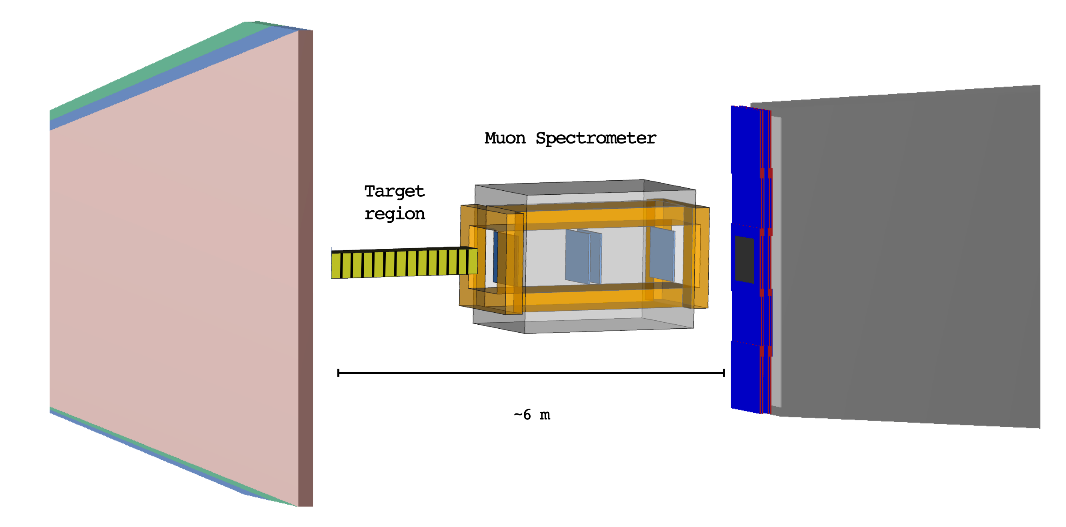 Muon Spectrometer
Target
region
~6 m